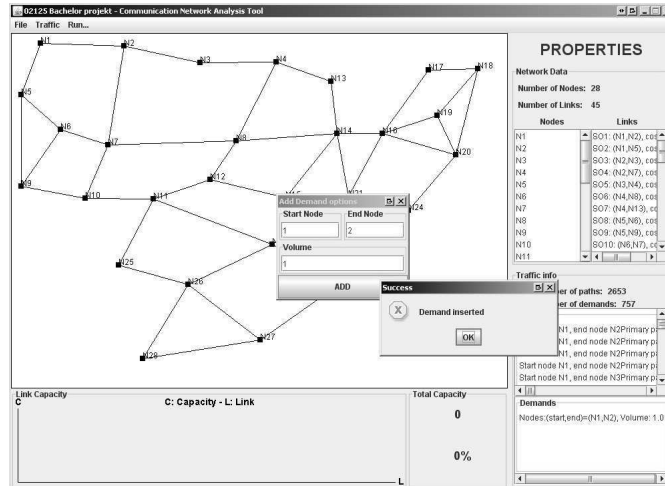 02125 Bachelor projekt - Communication Network Analysis Tool
File Traffic Run...
N1
N2
N3
N4
N13
N17
N18
N5
N6
N7
N8
N14
N16
N19
N20
N9
N10
N11
N12
N24
N25
N26
N27
N28
Add Demand options
Start Node
End Node
1
2
Volume
1
ADD
Success
Demand inserted
OK
Link Capacity
C
C: Capacity - L: Link
L
Total Capacity
0
0%
PROPERTIES
Network Data
Number of Nodes: 28
Number of Links: 45
Nodes
Links
N1
N2
N3
N4
N5
N6
N7
N8
N9
N10
N11
SO1: (N1,N2), cos
SO2: (N1,N5), cos
SO3: (N2,N3), cos
SO4: (N2,N7), cos
SO5: (N3,N4), cos
SO6: (N4,N8), cos
SO7: (N4,N13), co
SO8: (N5,N6), cos
SO9: (N5,N9), cos
SO10: (N6,N7), co
Traffic info
ber of paths: 2653
ber of demands: 757
N1, end node N2Primary p
N1, end node N2Primary p
N1, end node N2Primary p
Start node N1, end node N2Primary p
Start node N1, end node N3Primary p
Demands
Nodes:(start,end)=(N1,N2), Volume: 1.0